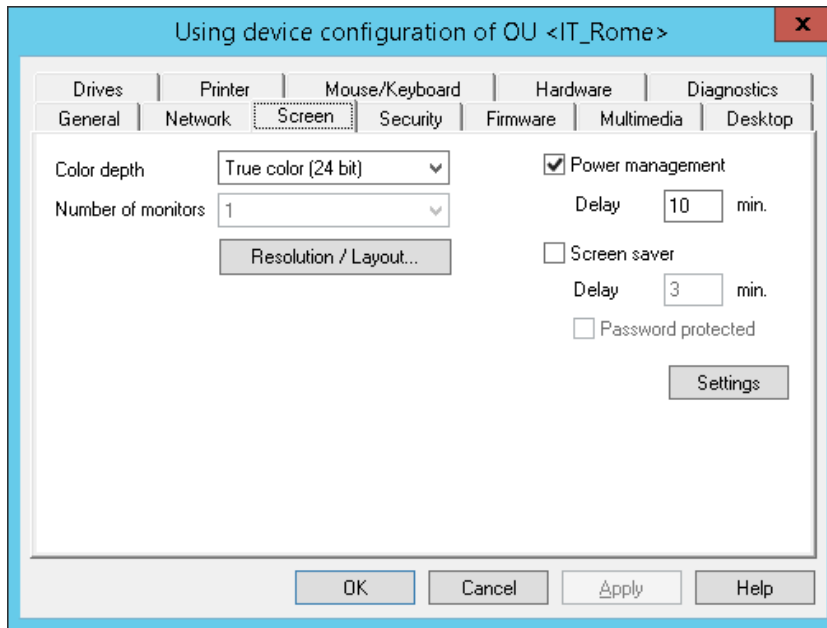 Using device configuration of OU <IT_Rome>
x
Drives Printer Mouse/Keyboard Hardware Diagnostics
General Network Screen Security Firmware Multimedia Desktop
Color depth True color (24 bit) Power management
Number of monitors 1 Delay 10 min.
Resolution / Layout... Screen saver
Delay 3 min.
Password protected
Settings
OK Cancel Apply Help